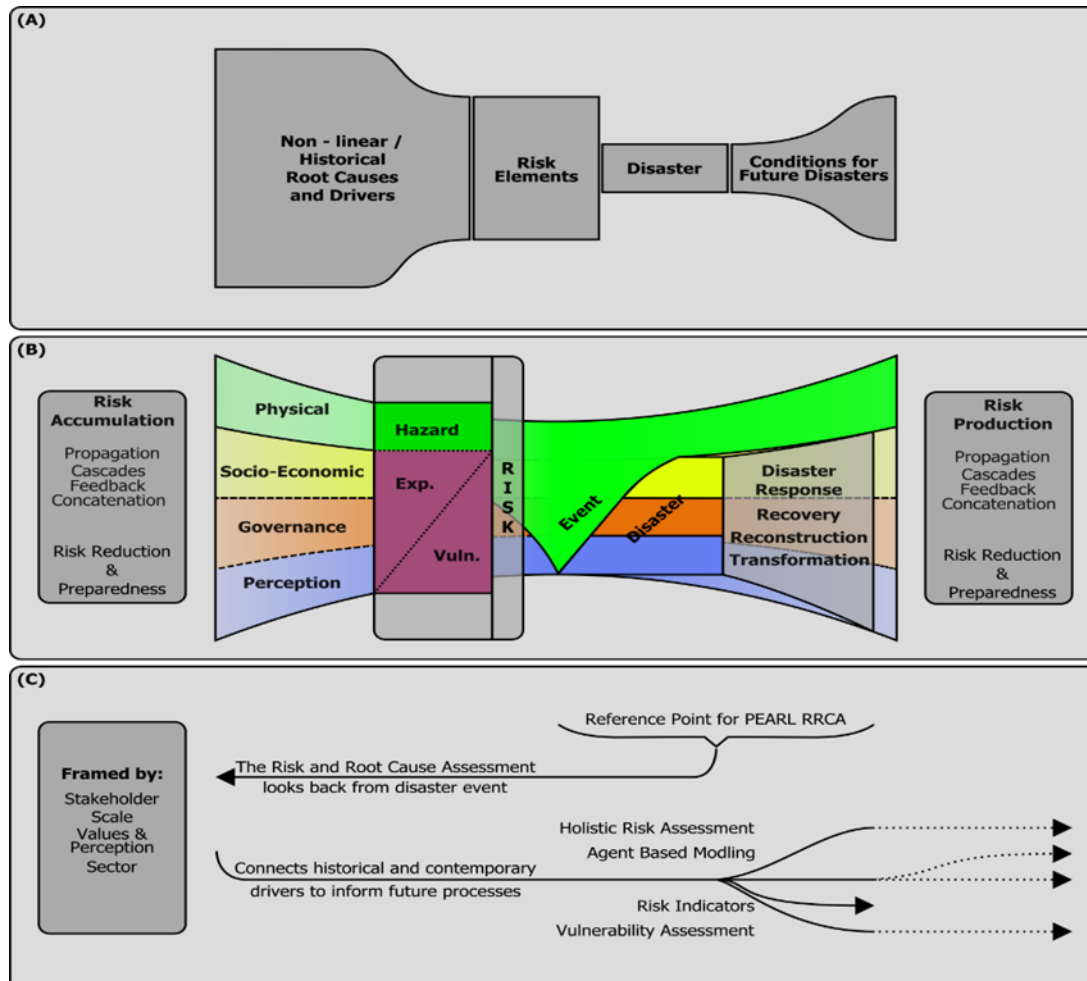 (A)
Non - linear /
Historical
Root Causes
and Drivers
Risk
Elements
Disaster
Conditions for
Future Disasters
(B)
Risk
Accumulation
Propagation
Cascades
Feedback
Concatenation
Risk Reduction
&
Preparedness
Physical
Socio-Economic
Governance
Perception
Hazard
Exp.
Vuln.
R
I
S
K
Event
Disaster
Disaster
Response
Recovery
Reconstruction
Transformation
Risk
Production
Propagation
Cascades
Feedback
Concatenation
Risk Reduction
&
Preparedness
(C)
Framed by:
Stakeholder
Scale
Values &
Perception
Sector
Reference Point for PEARL RRCA
The Risk and Root Cause Assessment
looks back from disaster event
Connects historical and contemporary
drivers to inform future processes
Holistic Risk Assessment
Agent Based Modling
Risk Indicators
Vulnerability Assessment